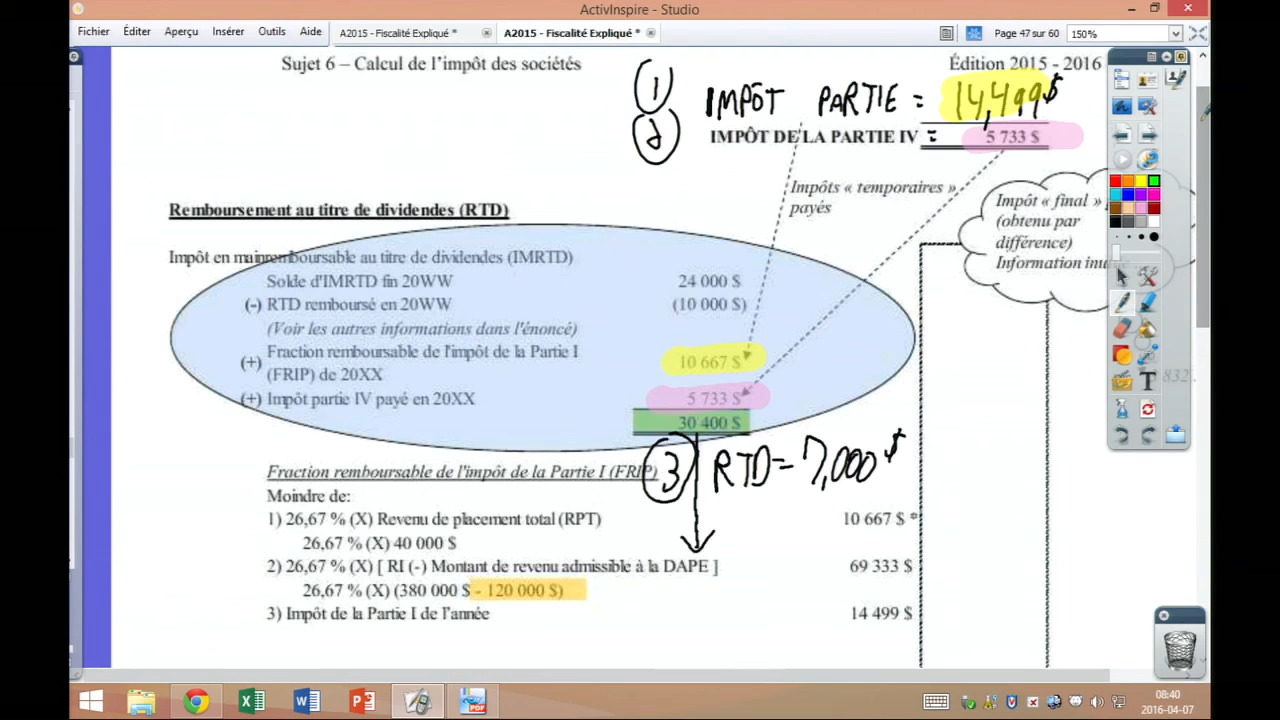 ActivInspire - Studio
Fichier Éditer Aperçu Insérer Outils Aide
A2015 - Fiscalité Expliqué *
A2015 - Fiscalité Expliqué *
Page 47 sur 60
150%
Sujet 6 – Calcul de l'impôt des sociétés
Édition 2015 - 2016
① IMPÔT PARTIE = 14,499$
② IMPÔT DE LA PARTIE IV = 5 733 $
Impôts « temporaires »
payés
Impôt « final »
(obtenu par
différence)
Information inu
Remboursement au titre de dividendes (RTD)
Impôt en main remboursable au titre de dividendes (IMRTD)
Solde d'IMRTD fin 20WW 24 000 $
(-) RTD remboursé en 20WW (10 000 $)
(Voir les autres informations dans l'énoncé)
Fraction remboursable de l'impôt de la Partie I
(+) (FRIP) de 20XX 10 667 $
832
(+) Impôt partie IV payé en 20XX 5 733 $
30 400 $
③ RTD = 7,000$
Fraction remboursable de l'impôt de la Partie I (FRIP)
Moindre de:
1) 26,67 % (X) Revenu de placement total (RPT) 10 667 $ *
26,67 % (X) 40 000 $
2) 26,67 % (X) [ RI (-) Montant de revenu admissible à la DAPE ] 69 333 $
26,67 % (X) (380 000 $ - 120 000 $)
3) Impôt de la Partie I de l'année 14 499 $
08:40
2016-04-07